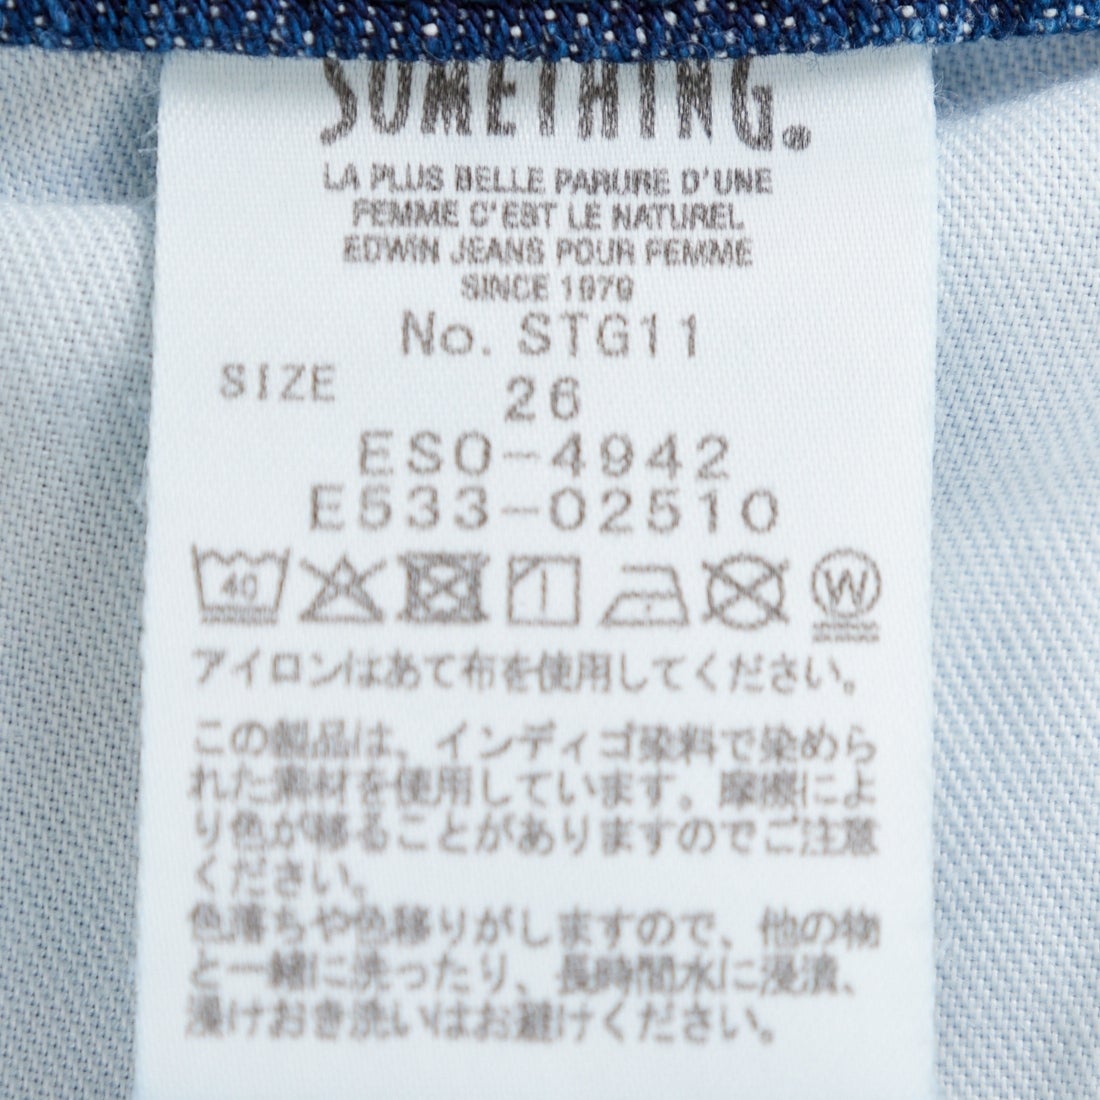 SOMETHING®
LA PLUS BELLE PARURE D'UNE
FEMME C'EST LE NATUREL
EDWIN JEANS POUR FEMME
SINCE 1979
No. STG11
SIZE 26
ESO-4942
E533-02510
40 W
アイロンはあて布を使用してください。
この製品は、インディゴ染料で染めら
れた素材を使用しています。摩擦によ
り色が移ることがありますのでご注意
ください。
色落ちや色移りがしますので、他の物
と一緒に洗ったり、長時間水に浸漬、
浸けおき洗いはお避けください。